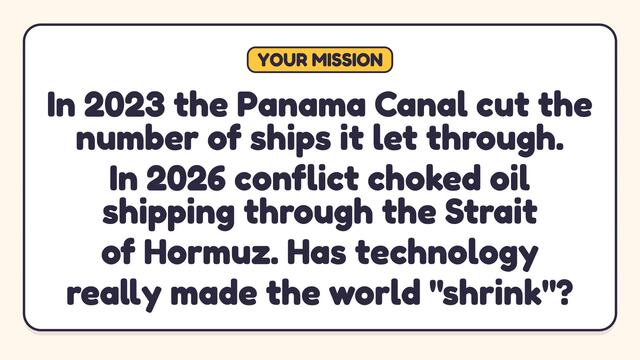 YOUR MISSION
In 2023 the Panama Canal cut the
number of ships it let through.
In 2026 conflict choked oil
shipping through the Strait
of Hormuz. Has technology
really made the world "shrink"?